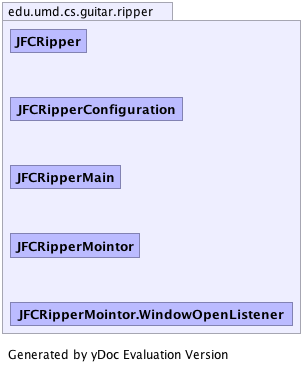 edu.umd.cs.guitar.ripper
JFCRipper
JFCRipperConfiguration
JFCRipperMain
JFCRipperMointor
JFCRipperMointor.WindowOpenListener
Generated by yDoc Evaluation Version